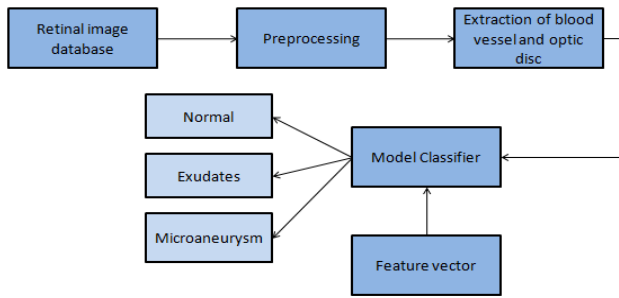 Retinal image
database
Preprocessing
Extraction of blood
vessel and optic
disc
Normal
Exudates
Microaneurysm
Model Classifier
Feature vector